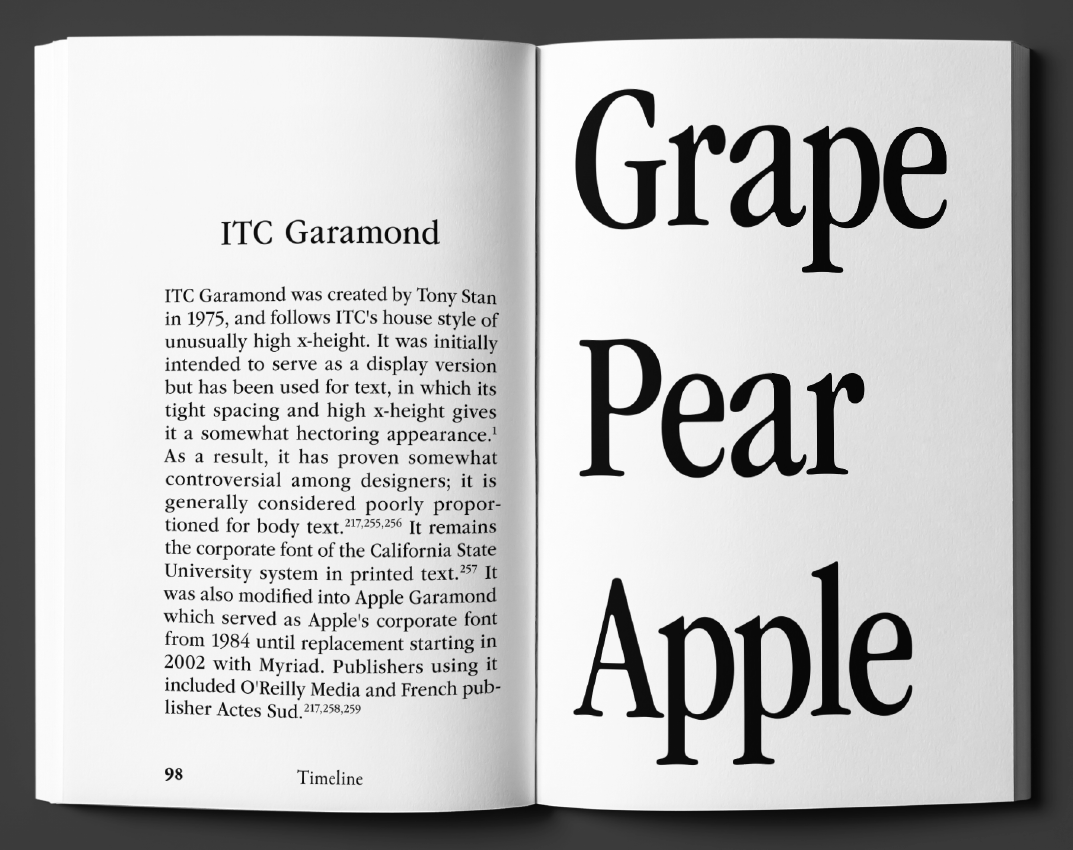 ITC Garamond
ITC Garamond was created by Tony Stan
in 1975, and follows ITC's house style of
unusually high x-height. It was initially
intended to serve as a display version
but has been used for text, in which its
tight spacing and high x-height gives
it a somewhat hectoring appearance.¹
As a result, it has proven somewhat
controversial among designers; it is
generally considered poorly propor-
tioned for body text.²¹⁷,²⁵⁵,²⁵⁶ It remains
the corporate font of the California State
University system in printed text.²⁵⁷ It
was also modified into Apple Garamond
which served as Apple's corporate font
from 1984 until replacement starting in
2002 with Myriad. Publishers using it
included O'Reilly Media and French pub-
lisher Actes Sud.²¹⁷,²⁵⁸,²⁵⁹
98
Timeline
Grape
Pear
Apple